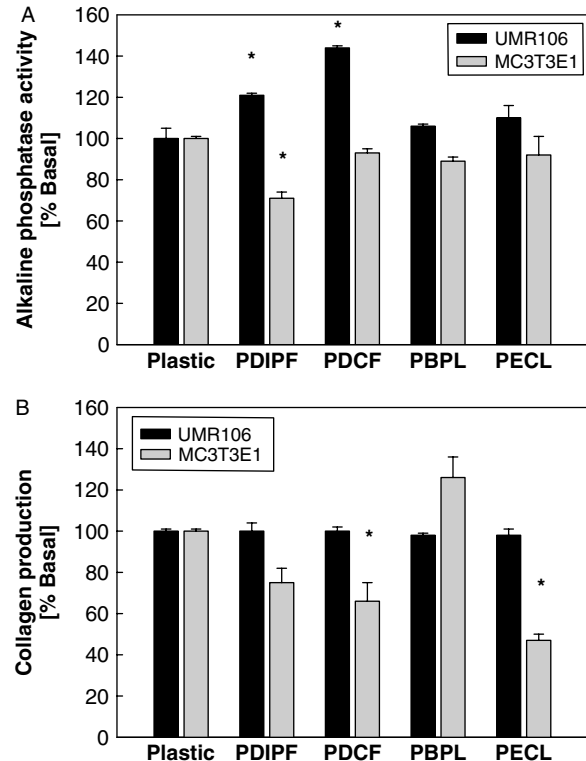 A
Alkaline phosphatase activity
[% Basal]
160
140
120
100
80
60
40
20
0
*
*
*
UMR106
MC3T3E1
Plastic PDIPF PDCF PBPL PECL
B
Collagen production
[% Basal]
160
140
120
100
80
60
40
20
0
UMR106
MC3T3E1
*
*
Plastic PDIPF PDCF PBPL PECL